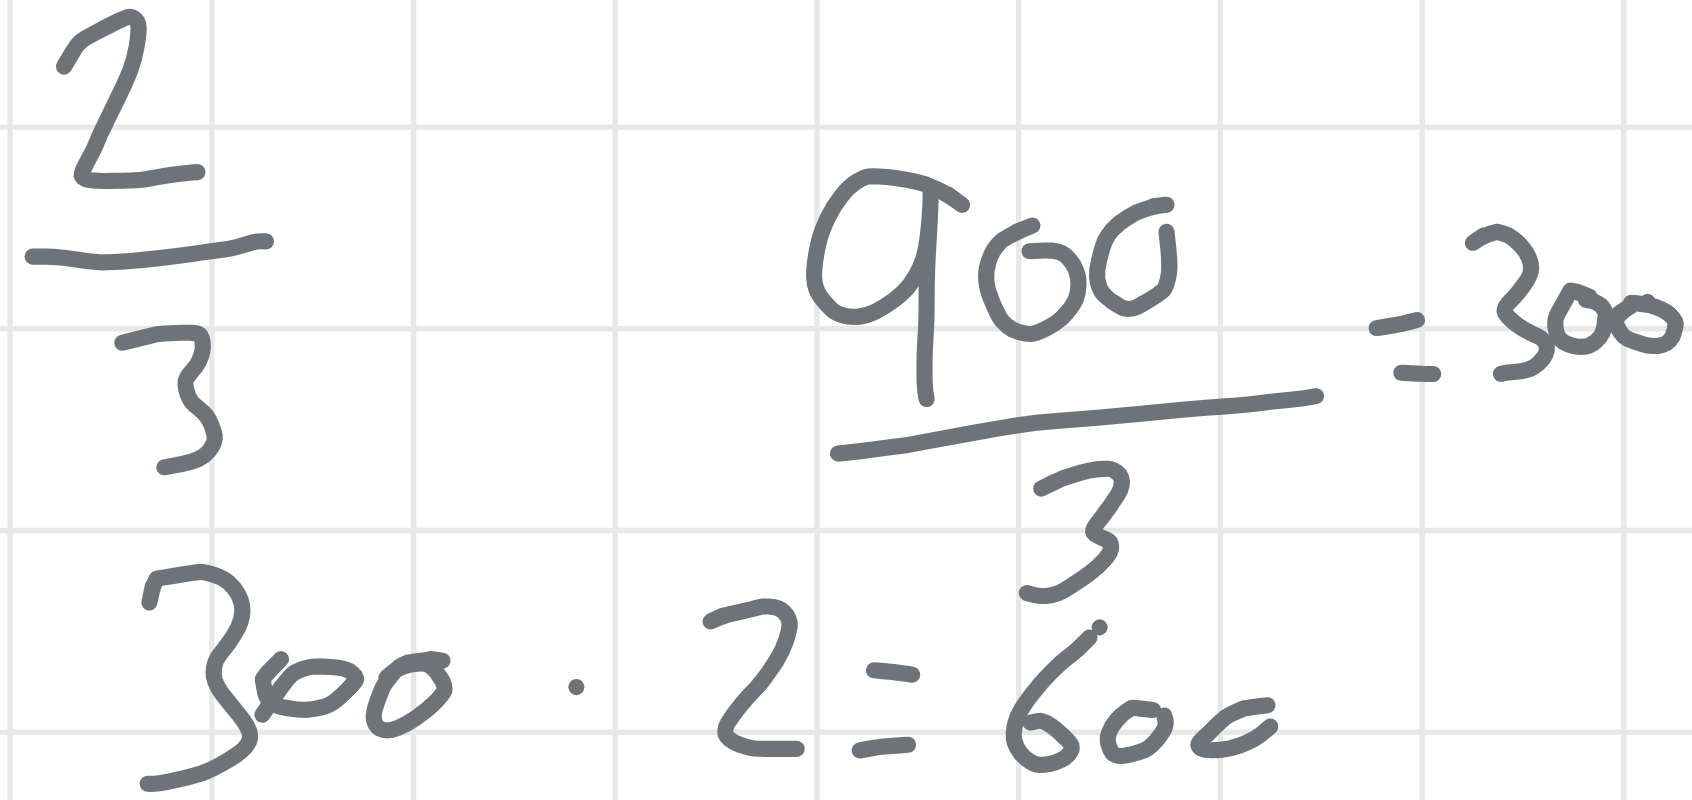 2/3
900/3 = 300
300 · 2 = 600